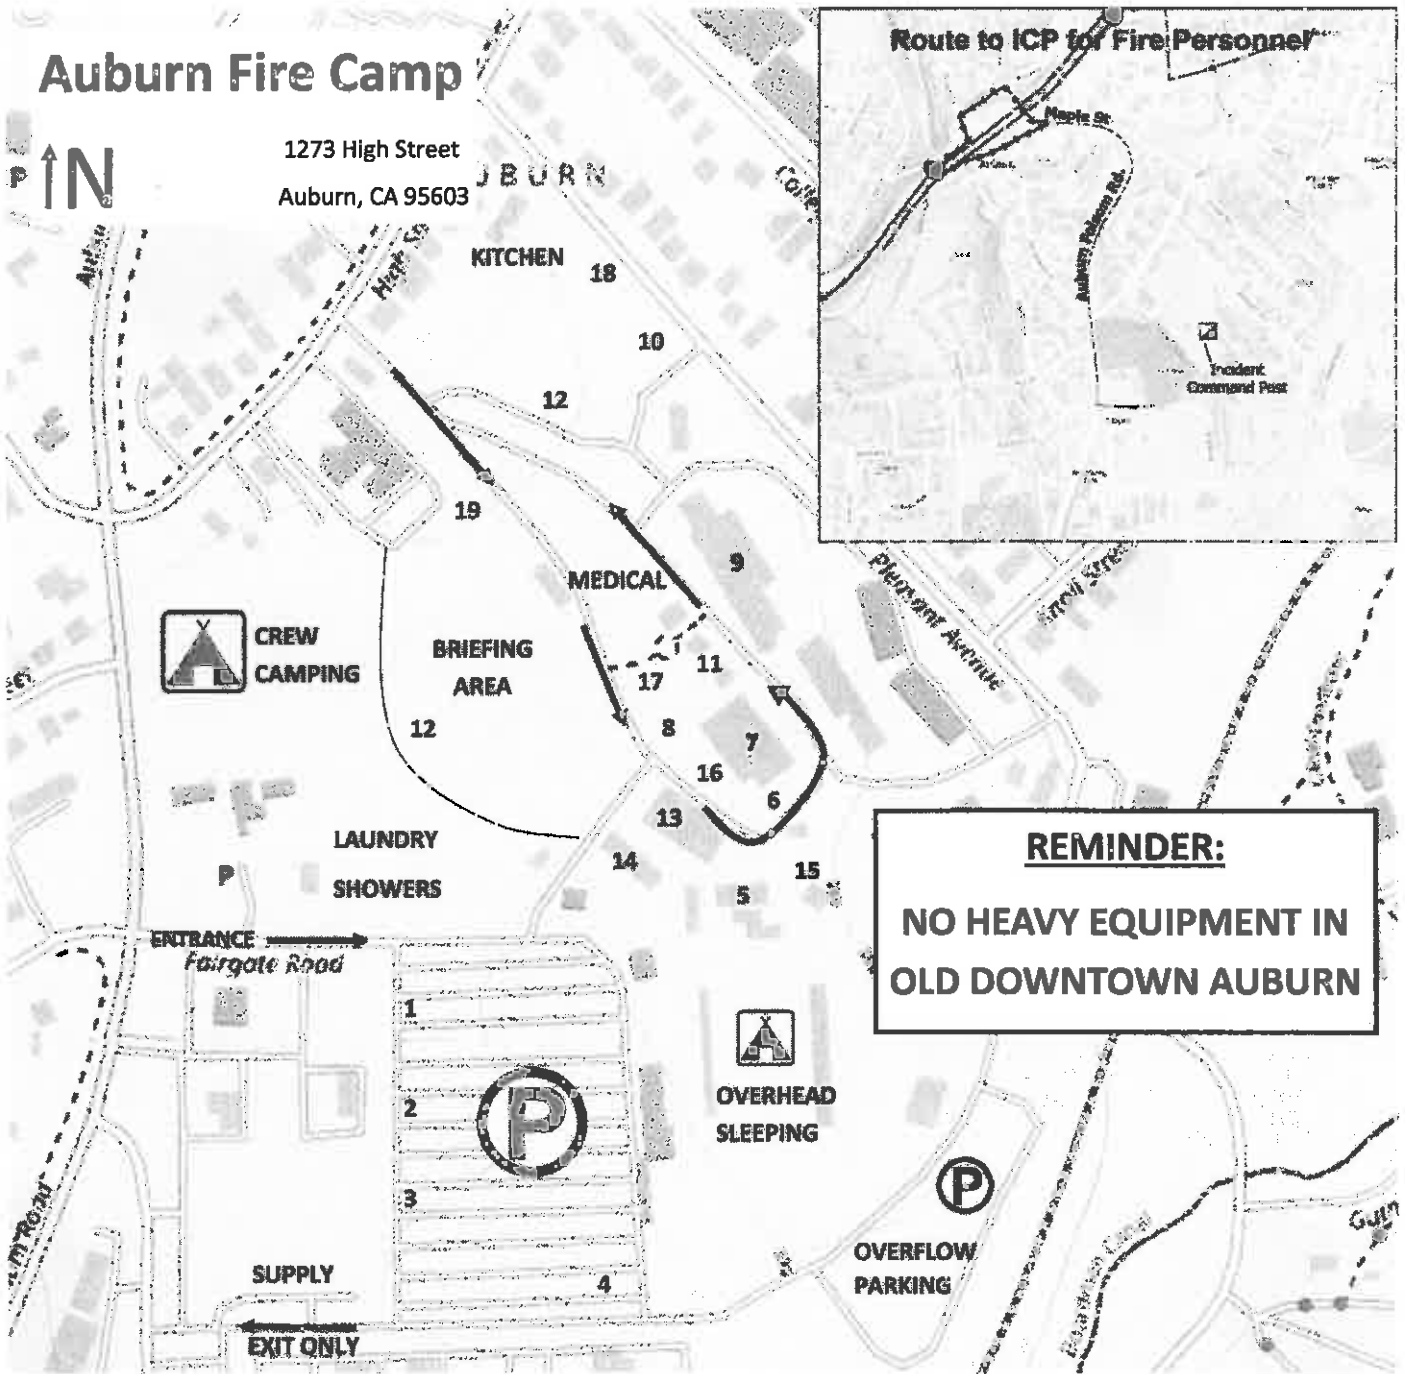 Auburn Fire Camp
N
1273 High Street
Auburn, CA 95603
P
Route to ICP for Fire Personnel
Maple St
Auburn Folsom Rd.
Incident
Command Post
KITCHEN
18
10
12
19
MEDICAL
9
CREW
CAMPING
BRIEFING
AREA
11
17
12
8
7
16
6
13
14
15
5
Pleasant Avenue
LAUNDRY
SHOWERS
P
ENTRANCE
Fairgate Road
REMINDER:
NO HEAVY EQUIPMENT IN
OLD DOWNTOWN AUBURN
1
2
3
4
P
OVERHEAD
SLEEPING
P
OVERFLOW
PARKING
SUPPLY
EXIT ONLY